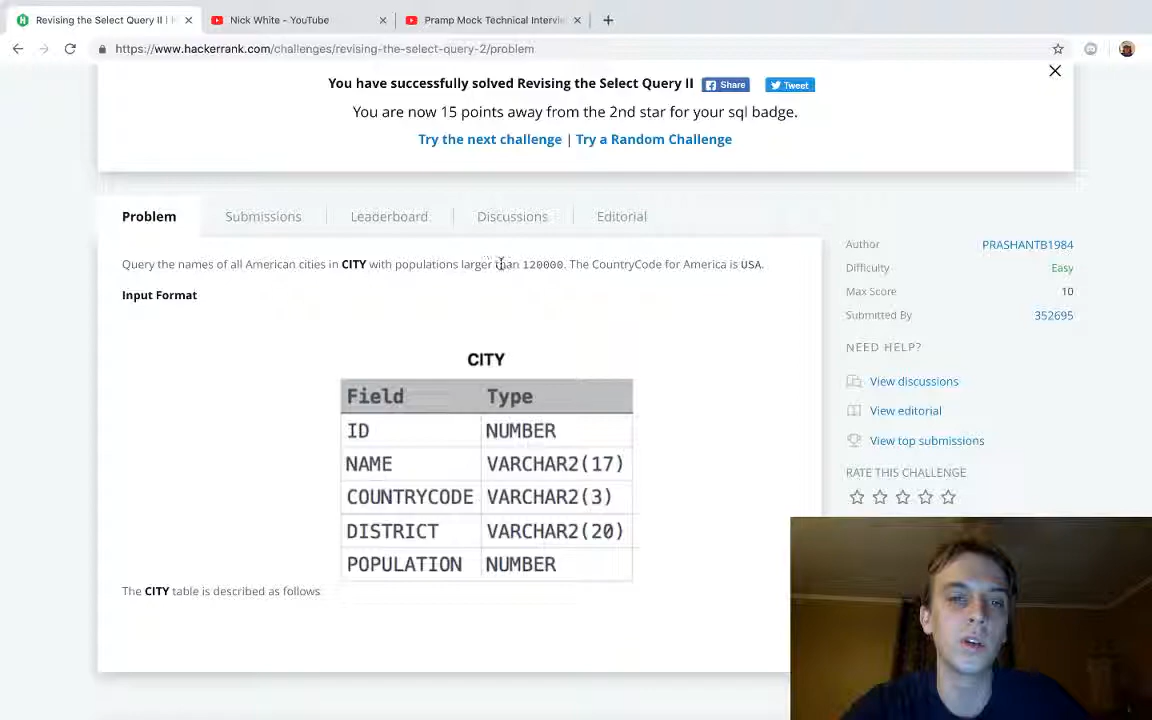 Revising the Select Query II | H
Nick White - YouTube
Pramp Mock Technical Intervie
https://www.hackerrank.com/challenges/revising-the-select-query-2/problem
You have successfully solved Revising the Select Query II Share Tweet
You are now 15 points away from the 2nd star for your sql badge.
Try the next challenge | Try a Random Challenge
Problem Submissions Leaderboard Discussions Editorial
Query the names of all American cities in CITY with populations larger than 120000. The CountryCode for America is USA.
Input Format
CITY
Field Type
ID NUMBER
NAME VARCHAR2(17)
COUNTRYCODE VARCHAR2(3)
DISTRICT VARCHAR2(20)
POPULATION NUMBER
The CITY table is described as follows:
Author PRASHANTB1984
Difficulty Easy
Max Score 10
Submitted By 352695
NEED HELP?
View discussions
View editorial
View top submissions
RATE THIS CHALLENGE